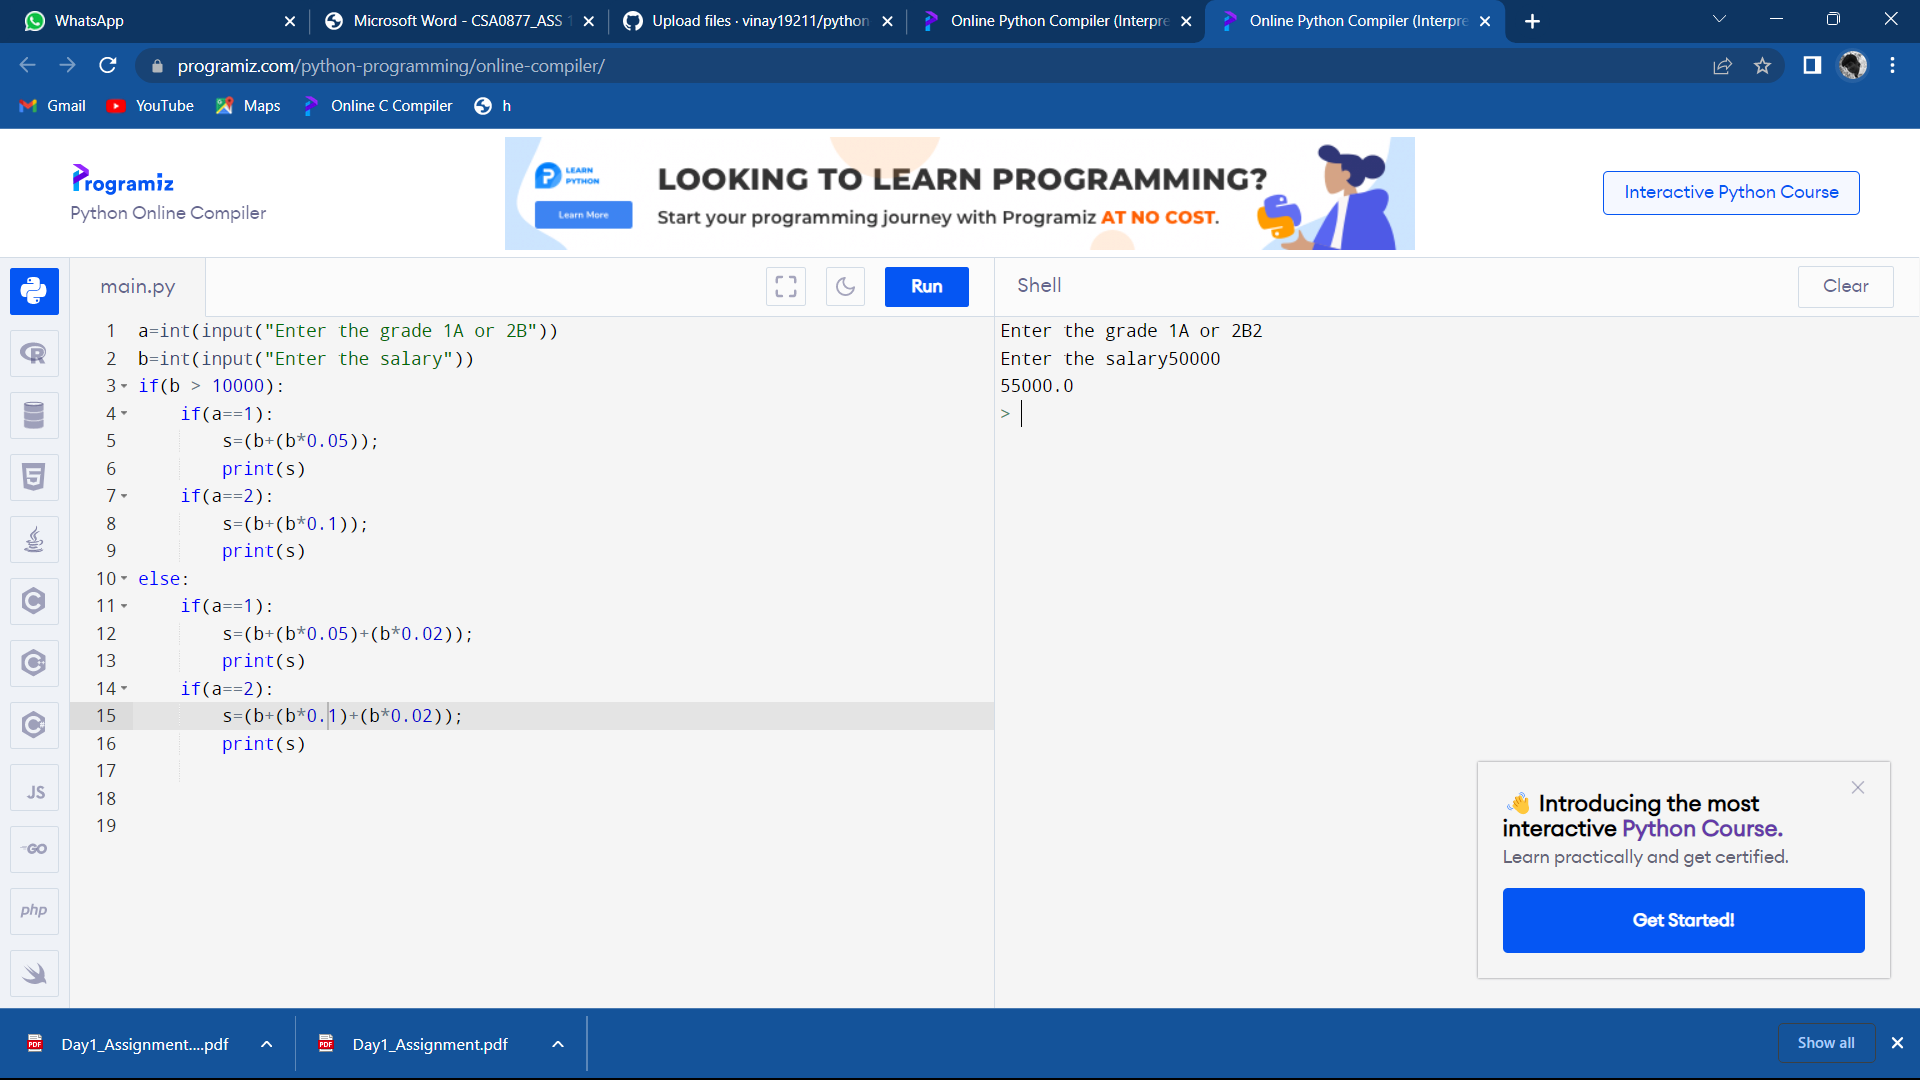 WhatsApp
Microsoft Word - CSA0877_ASS 1
Upload files · vinay19211/python
Online Python Compiler (Interpre
Online Python Compiler (Interpre
programiz.com/python-programming/online-compiler/
Gmail
YouTube
Maps
Online C Compiler
h
Programiz
Python Online Compiler
LEARN
PYTHON
Learn More
LOOKING TO LEARN PROGRAMMING?
Start your programming journey with Programiz AT NO COST.
Interactive Python Course
main.py
Run
Shell
Clear
1 a=int(input("Enter the grade 1A or 2B"))
2 b=int(input("Enter the salary"))
3 if(b > 10000):
4     if(a==1):
5         s=(b+(b*0.05));
6         print(s)
7     if(a==2):
8         s=(b+(b*0.1));
9         print(s)
10 else:
11     if(a==1):
12         s=(b+(b*0.05)+(b*0.02));
13         print(s)
14     if(a==2):
15         s=(b+(b*0.1)+(b*0.02));
16         print(s)
17
18
19
Enter the grade 1A or 2B2
Enter the salary50000
55000.0
>
R
5
C
C
C
JS
GO
php
👋 Introducing the most
interactive Python Course.
Learn practically and get certified.
Get Started!
PDF
Day1_Assignment....pdf
PDF
Day1_Assignment.pdf
Show all